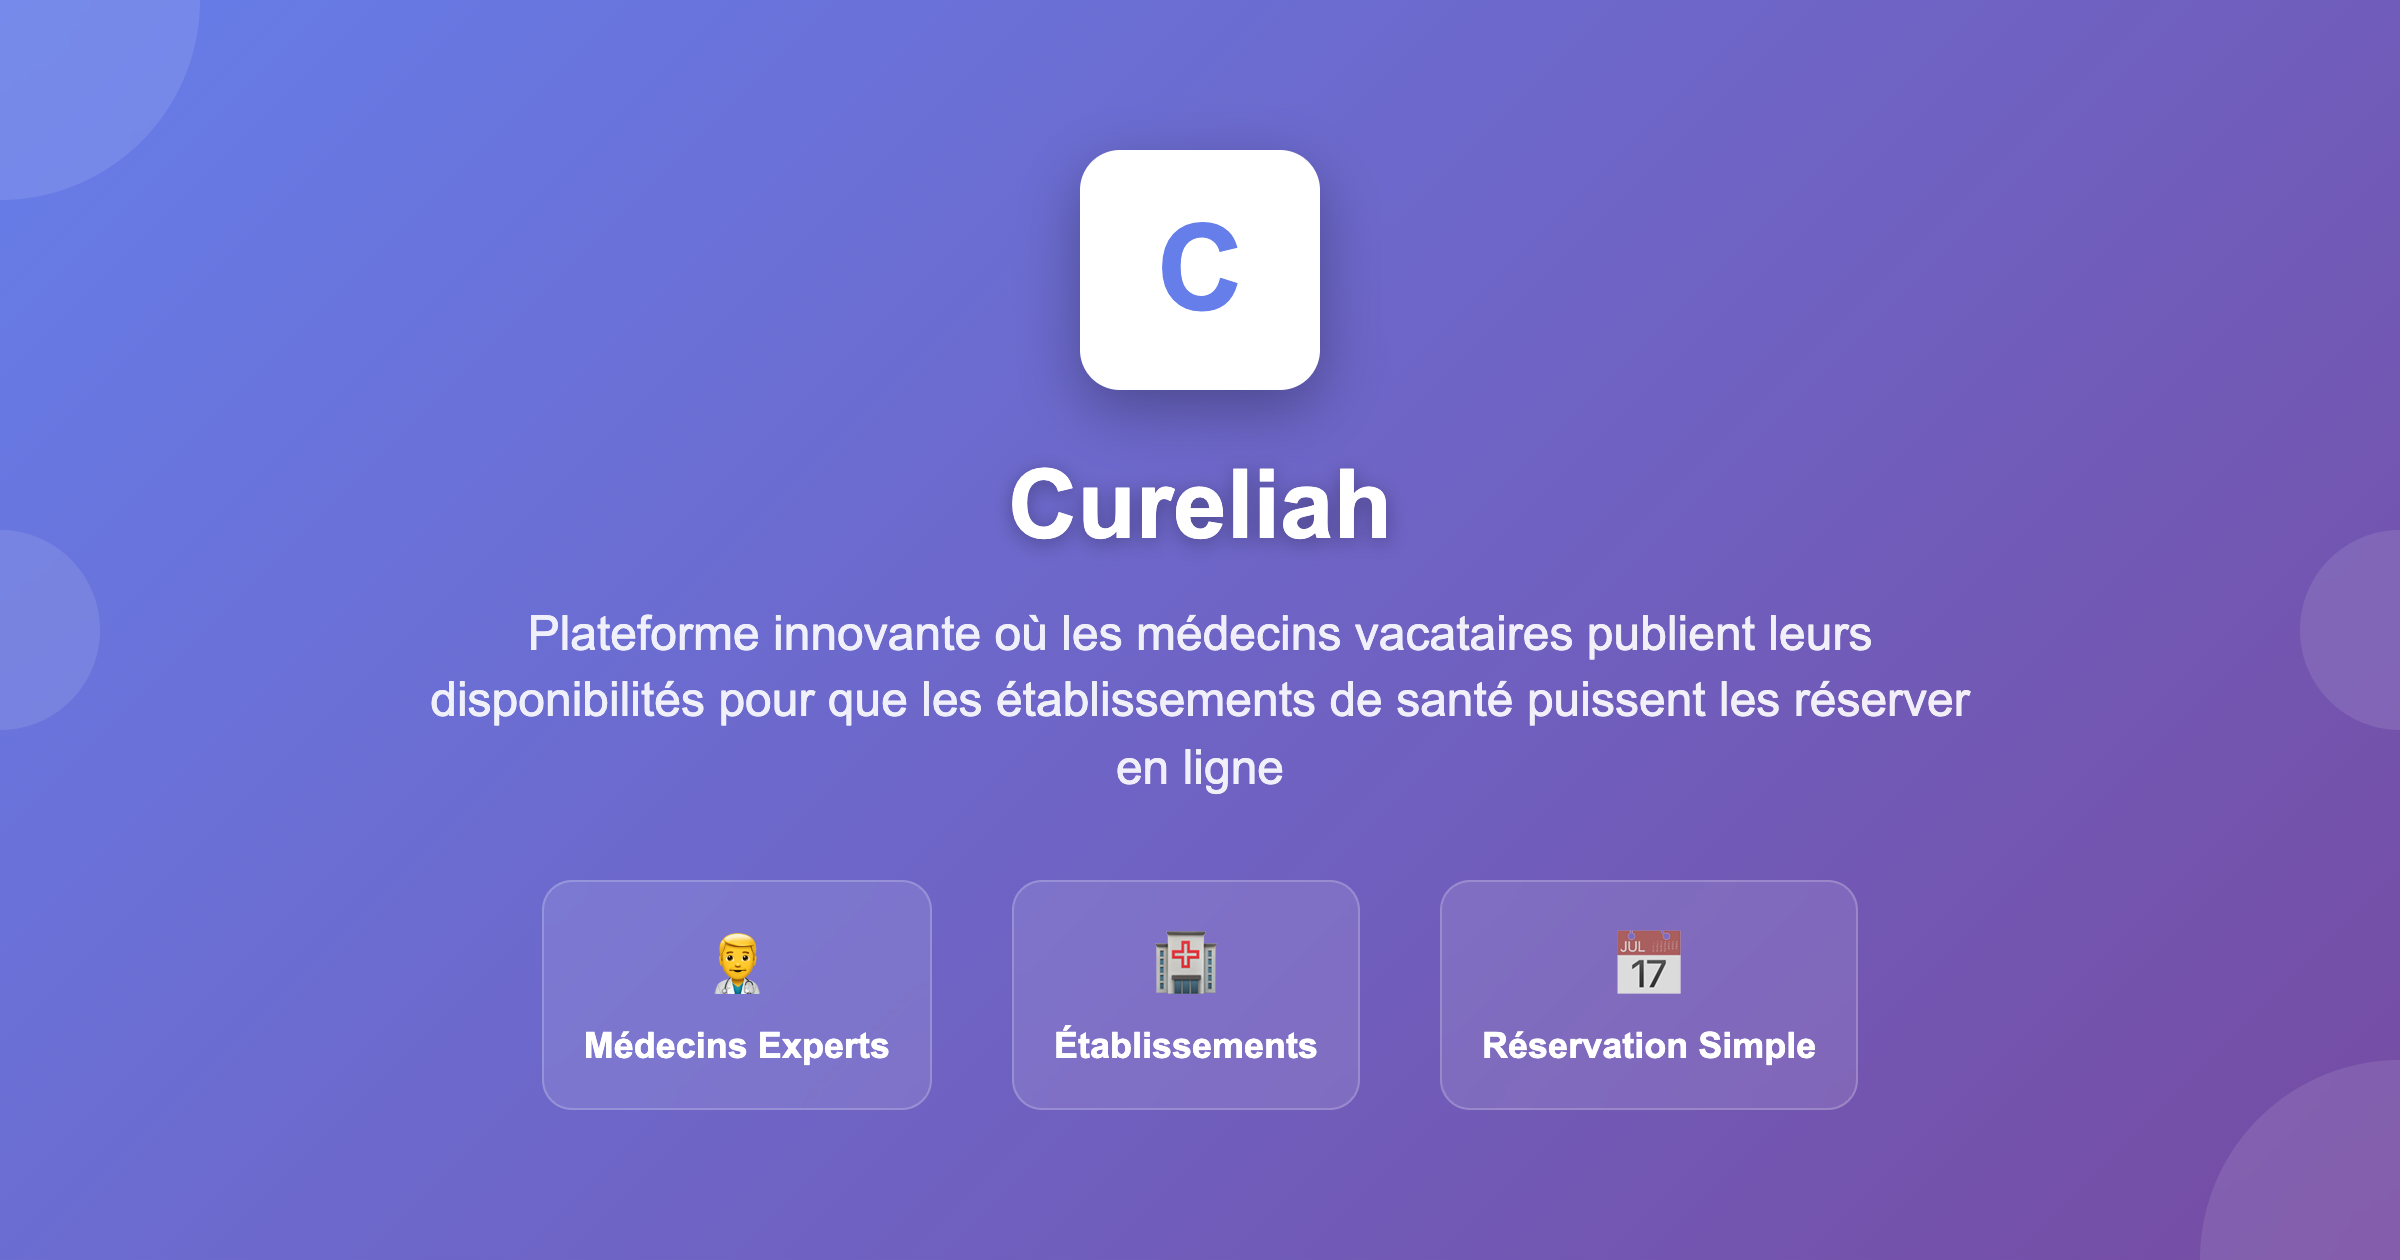 C
Cureliah
Plateforme innovante où les médecins vacataires publient leurs
disponibilités pour que les établissements de santé puissent les réserver
en ligne
JUL
17
Médecins Experts
Établissements
Réservation Simple